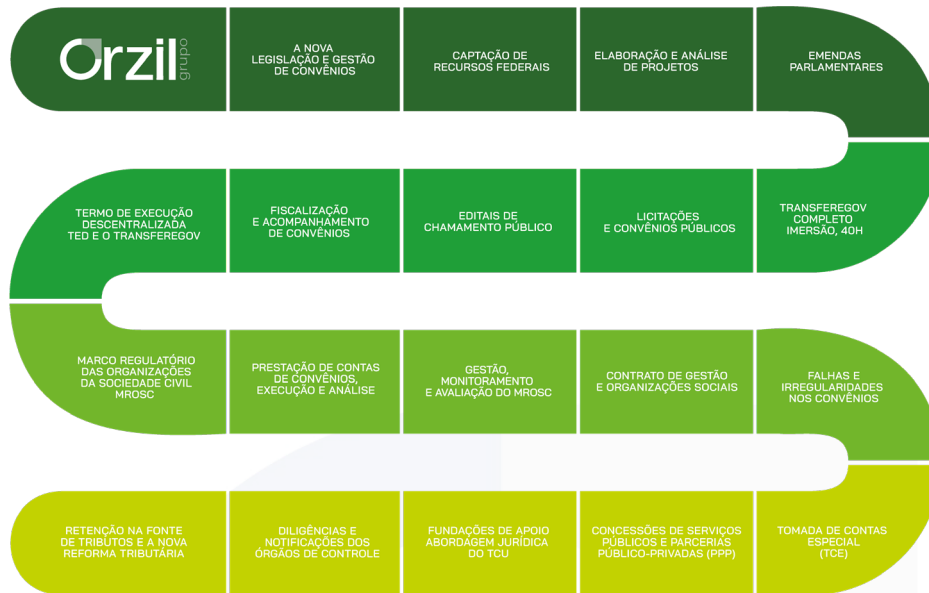 Orzil
grupo
A NOVA
LEGISLAÇÃO E GESTÃO
DE CONVÊNIOS
CAPTAÇÃO DE
RECURSOS FEDERAIS
ELABORAÇÃO E ANÁLISE
DE PROJETOS
EMENDAS
PARLAMENTARES
TERMO DE EXECUÇÃO
DESCENTRALIZADA
TED E O TRANSFEREGOV
FISCALIZAÇÃO
E ACOMPANHAMENTO
DE CONVÊNIOS
EDITAIS DE
CHAMAMENTO PÚBLICO
LICITAÇÕES
E CONVÊNIOS PÚBLICOS
TRANSFEREGOV
COMPLETO
IMERSÃO, 40H
MARCO REGULATÓRIO
DAS ORGANIZAÇÕES
DA SOCIEDADE CIVIL
MROSC
PRESTAÇÃO DE CONTAS
DE CONVÊNIOS,
EXECUÇÃO E ANÁLISE
GESTÃO,
MONITORAMENTO
E AVALIAÇÃO DO MROSC
CONTRATO DE GESTÃO
E ORGANIZAÇÕES SOCIAIS
FALHAS E
IRREGULARIDADES
NOS CONVÊNIOS
RETENÇÃO NA FONTE
DE TRIBUTOS E A NOVA
REFORMA TRIBUTÁRIA
DILIGÊNCIAS E
NOTIFICAÇÕES DOS
ÓRGÃOS DE CONTROLE
FUNDAÇÕES DE APOIO
ABORDAGEM JURÍDICA
DO TCU
CONCESSÕES DE SERVIÇOS
PÚBLICOS E PARCERIAS
PÚBLICO-PRIVADAS (PPP)
TOMADA DE CONTAS
ESPECIAL
(TCE)